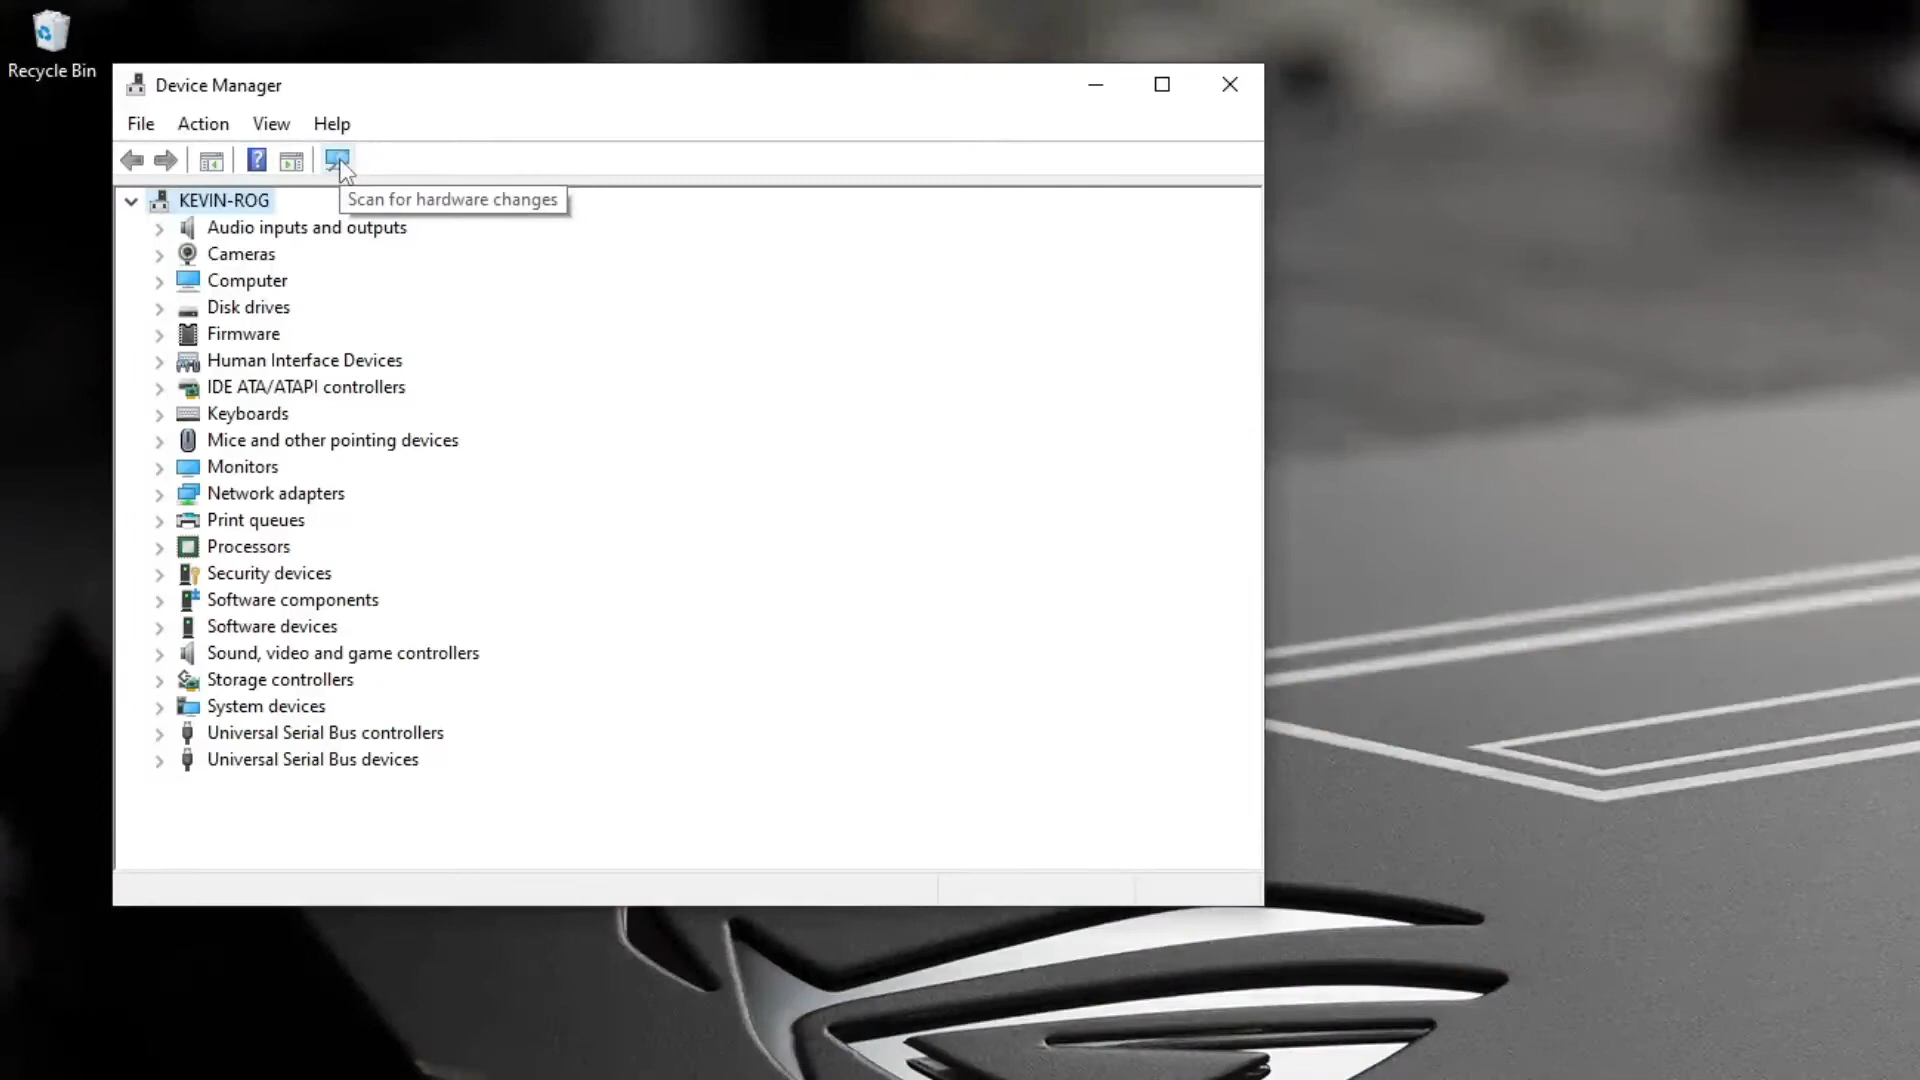 Recycle Bin
Device Manager
File Action View Help
?
Scan for hardware changes
KEVIN-ROG
Audio inputs and outputs
Cameras
Computer
Disk drives
Firmware
Human Interface Devices
IDE ATA/ATAPI controllers
Keyboards
Mice and other pointing devices
Monitors
Network adapters
Print queues
Processors
Security devices
Software components
Software devices
Sound, video and game controllers
Storage controllers
System devices
Universal Serial Bus controllers
Universal Serial Bus devices